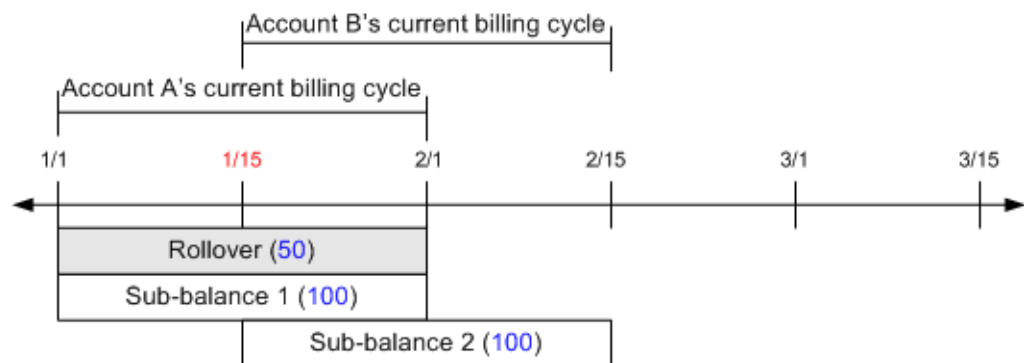 Account B's current billing cycle
Account A's current billing cycle
1/1 1/15 2/1 2/15 3/1 3/15
Rollover (50)
Sub-balance 1 (100)
Sub-balance 2 (100)